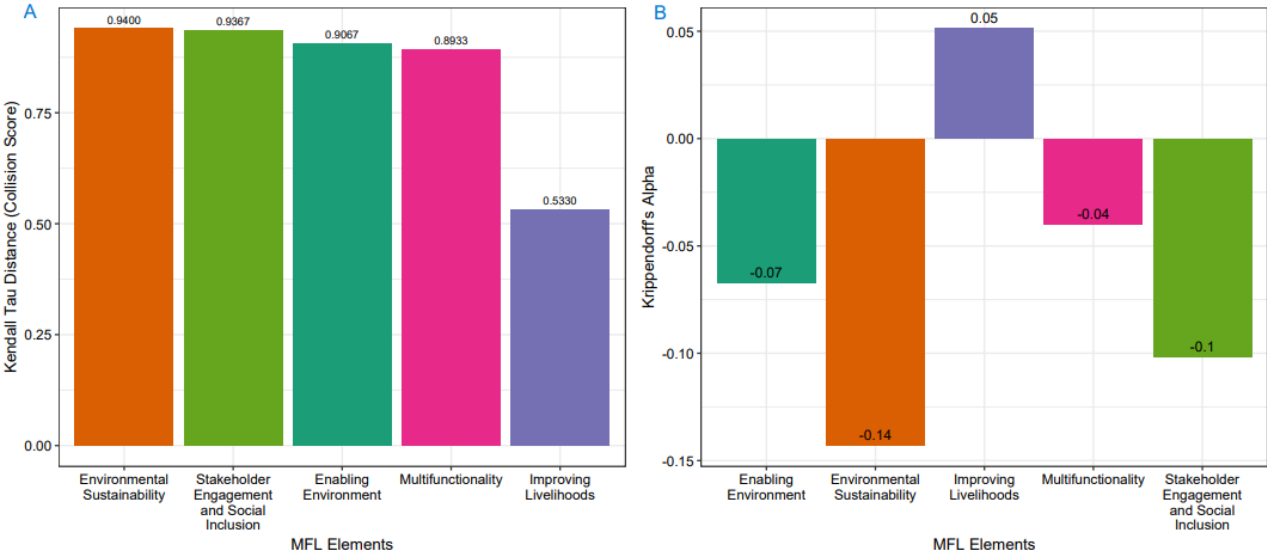 A
Kendall Tau Distance (Collision Score)
0.75
0.50
0.25
0.00
0.9400
0.9367
0.9067
0.8933
0.5330
Environmental
Sustainability
Stakeholder
Engagement
and Social
Inclusion
Enabling
Environment
Multifunctionality
Improving
Livelihoods
MFL Elements
B
Krippendorff's Alpha
0.05
0.00
-0.05
-0.10
-0.15
-0.07
-0.14
0.05
-0.04
-0.1
Enabling
Environment
Environmental
Sustainability
Improving
Livelihoods
Multifunctionality
Stakeholder
Engagement
and Social
Inclusion
MFL Elements